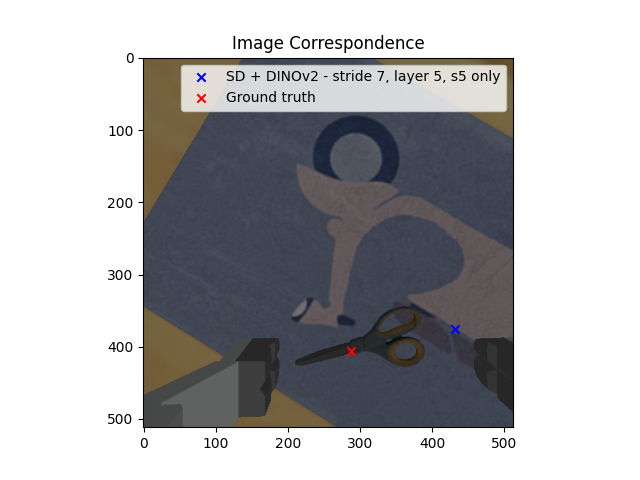 Image Correspondence
SD + DINOv2 - stride 7, layer 5, s5 only
Ground truth
0
100
200
300
400
500
0 100 200 300 400 500